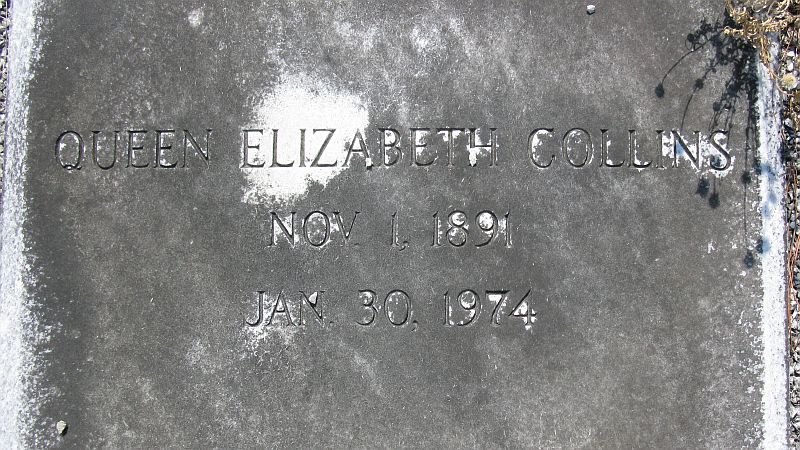 QUEEN ELIZABETH COLLINS
NOV. 1, 1891
JAN. 30, 1974